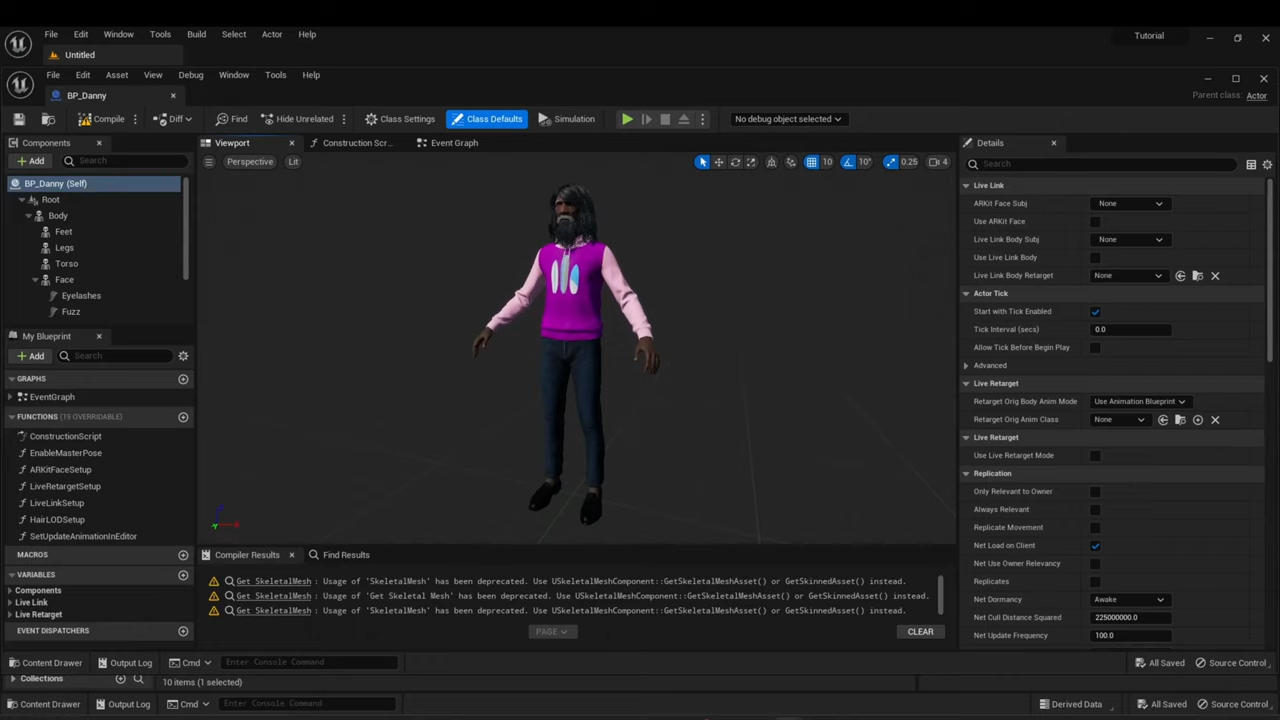 File Edit Window Tools Build Select Actor Help
Tutorial
Untitled
File Edit Asset View Debug Window Tools Help
BP_Danny
Parent class: Actor
Compile Diff Find Hide Unrelated Class Settings Class Defaults Simulation No debug object selected
Components
Add Search
BP_Danny (Self)
Root
Body
Feet
Legs
Torso
Face
Eyelashes
Fuzz
My Blueprint
Add Search
GRAPHS
EventGraph
FUNCTIONS (19 OVERRIDABLE)
ConstructionScript
EnableMasterPose
ARKitFaceSetup
LiveRetargetSetup
LiveLinkSetup
HairLODSetup
SetUpdateAnimationInEditor
MACROS
VARIABLES
Components
Live Link
Live Retarget
EVENT DISPATCHERS
Viewport Construction Scr... Event Graph
Perspective Lit
10 10° 0.25 4
Compiler Results Find Results
Get SkeletalMesh : Usage of 'SkeletalMesh' has been deprecated. Use USkeletalMeshComponent::GetSkeletalMeshAsset() or GetSkinnedAsset() instead.
Get SkeletalMesh : Usage of 'Get Skeletal Mesh' has been deprecated. Use USkeletalMeshComponent::GetSkeletalMeshAsset() or GetSkinnedAsset() instead.
Get SkeletalMesh : Usage of 'SkeletalMesh' has been deprecated. Use USkeletalMeshComponent::GetSkeletalMeshAsset() or GetSkinnedAsset() instead.
PAGE
CLEAR
Details
Search
Live Link
ARKit Face Subj None
Use ARKit Face
Live Link Body Subj None
Use Live Link Body
Live Link Body Retarget None
Actor Tick
Start with Tick Enabled
Tick Interval (secs) 0.0
Allow Tick Before Begin Play
Advanced
Live Retarget
Retarget Orig Body Anim Mode Use Animation Blueprint
Retarget Orig Anim Class None
Live Retarget
Use Live Retarget Mode
Replication
Only Relevant to Owner
Always Relevant
Replicate Movement
Net Load on Client
Net Use Owner Relevancy
Replicates
Net Dormancy Awake
Net Cull Distance Squared 225000000.0
Net Update Frequency 100.0
Content Drawer Output Log Cmd Enter Console Command All Saved Source Control
Collections 10 items (1 selected)
Content Drawer Output Log Cmd Enter Console Command Derived Data All Saved Source Control